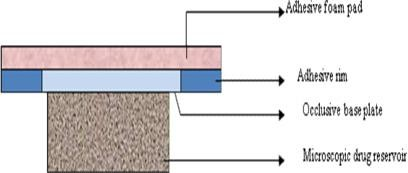 Adhesive foam pad
Adhesive rim
Occlusive base plate
Microscopic drug reservoir